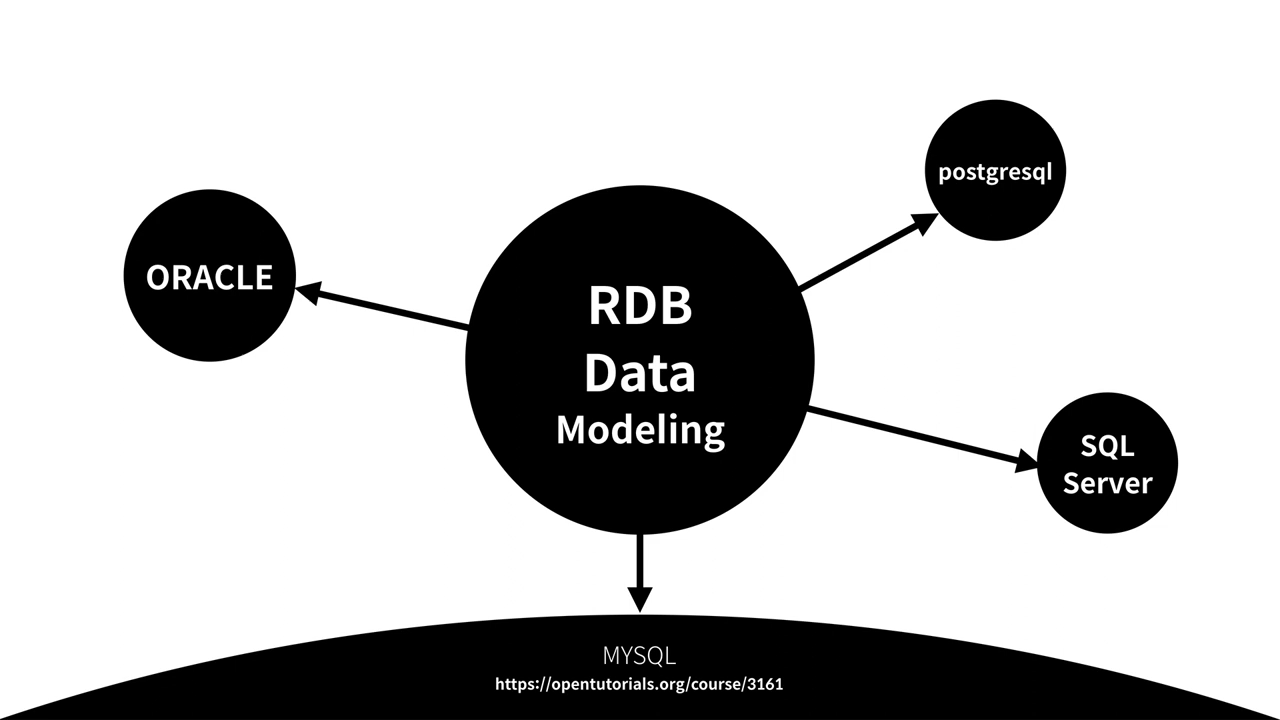 postgresql
ORACLE
RDB
Data
Modeling
SQL
Server
MYSQL
https://opentutorials.org/course/3161